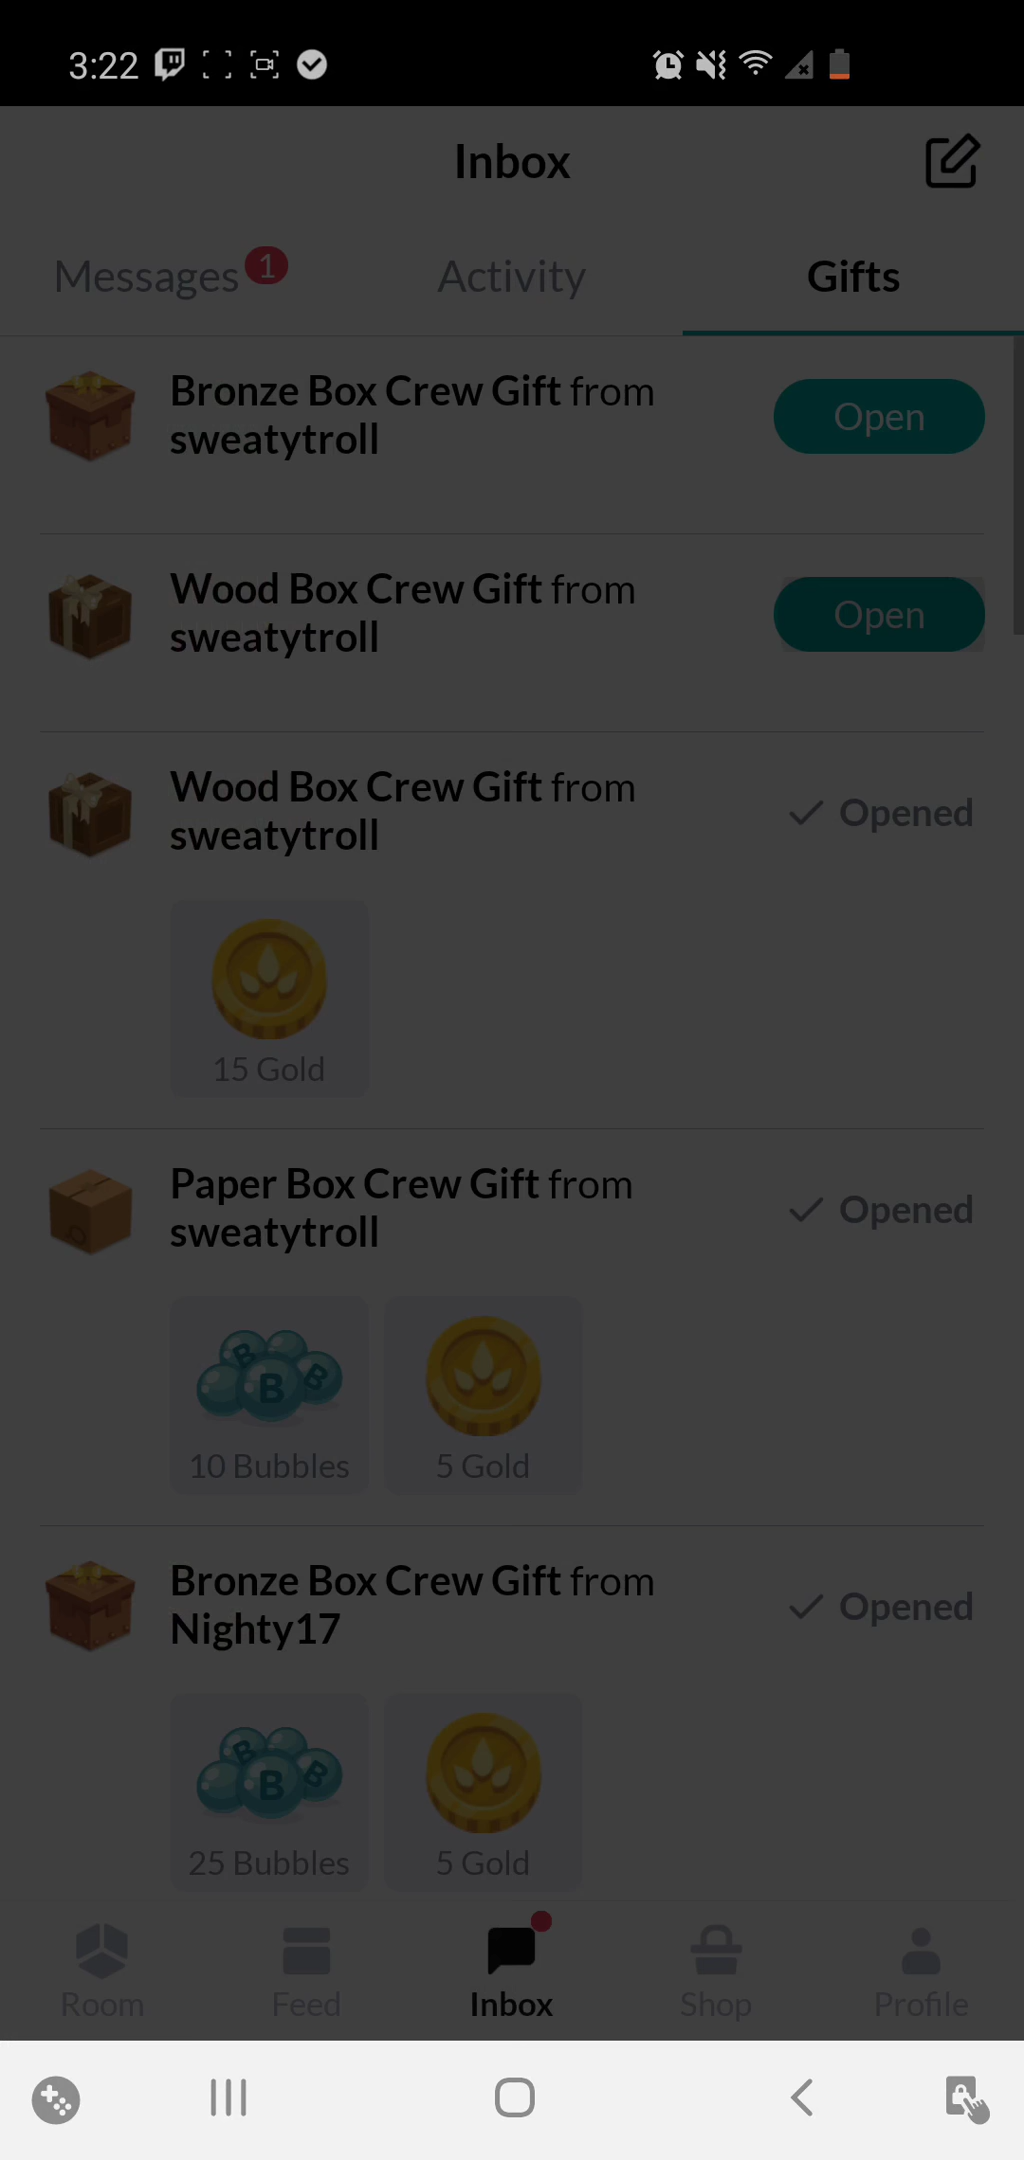 3:22
Inbox
Messages 1 Activity Gifts
Bronze Box Crew Gift from
sweatytroll
Open
Wood Box Crew Gift from
sweatytroll
Open
Wood Box Crew Gift from
sweatytroll
Opened
15 Gold
Paper Box Crew Gift from
sweatytroll
Opened
B B B
10 Bubbles 5 Gold
Bronze Box Crew Gift from
Nighty17
Opened
B B B
25 Bubbles 5 Gold
Room Feed Inbox Shop Profile